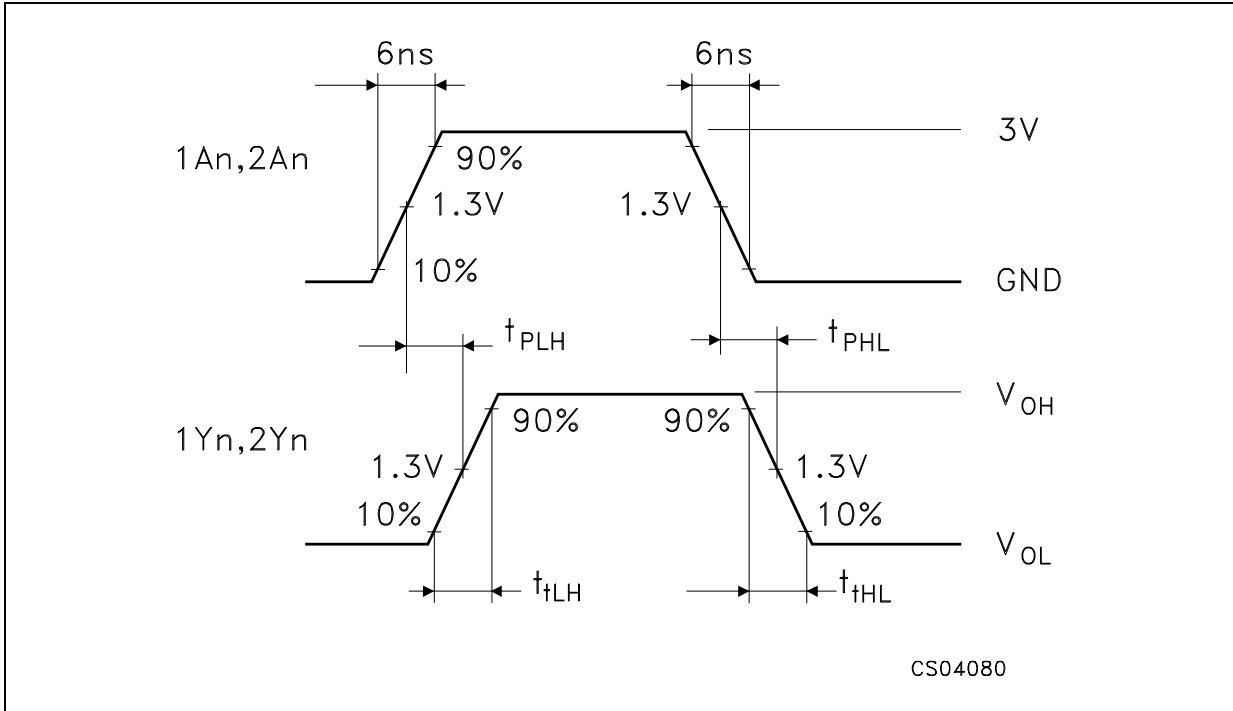 6ns 6ns
3V
1An,2An 90%
1.3V 1.3V
10% GND
tPLH tPHL
VOH
90% 90%
1Yn,2Yn
1.3V 1.3V
10% 10%
VOL
ttLH ttHL
CS04080